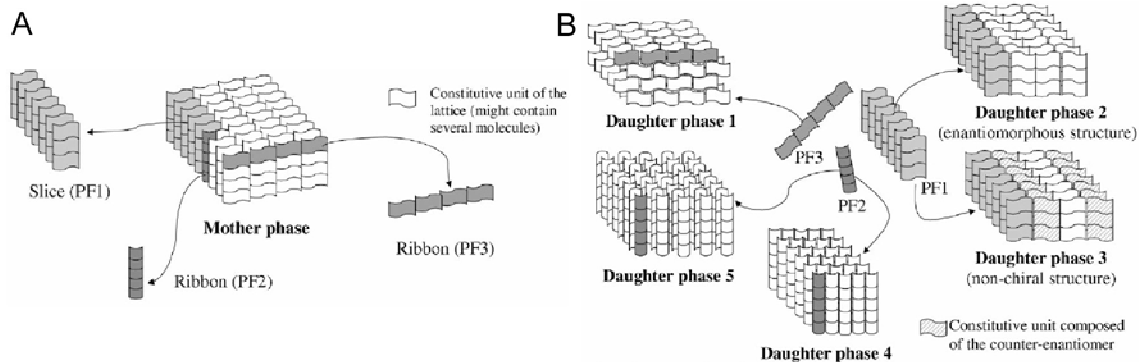 A
Constitutive unit of the
lattice (might contain
several molecules)
Slice (PF1)
Mother phase
Ribbon (PF3)
Ribbon (PF2)
B
Daughter phase 1
Daughter phase 2
(enantiomorphous structure)
PF3
PF1
PF2
Daughter phase 5
Daughter phase 3
(non-chiral structure)
Daughter phase 4
Constitutive unit composed
of the counter-enantiomer